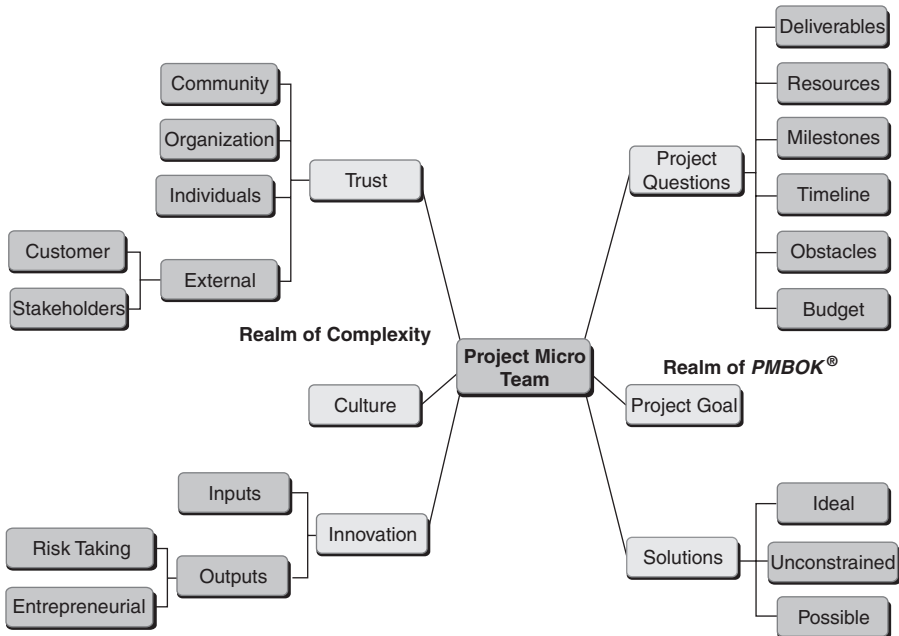 Community
Organization
Individuals
External
Customer
Stakeholders
Trust
Realm of Complexity
Culture
Innovation
Inputs
Outputs
Risk Taking
Entrepreneurial
Project Micro
Team
Project
Questions
Deliverables
Resources
Milestones
Timeline
Obstacles
Budget
Realm of PMBOK®
Project Goal
Solutions
Ideal
Unconstrained
Possible